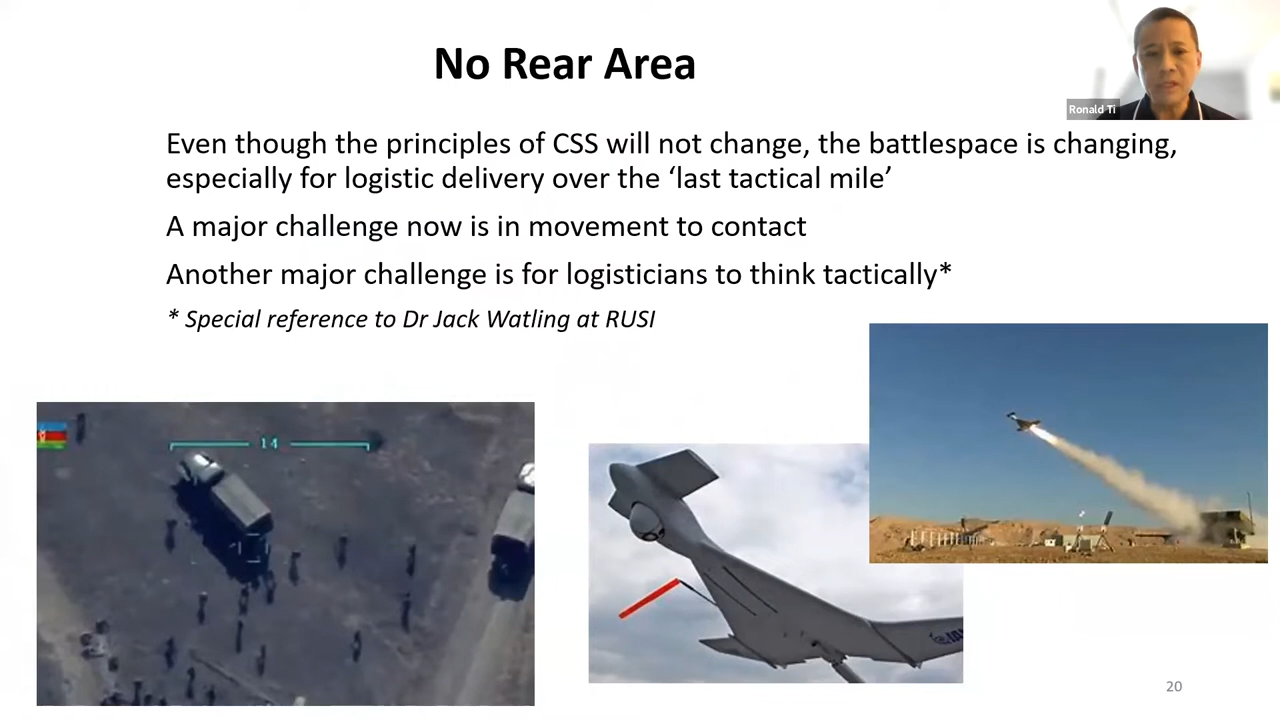 No Rear Area
Ronald Ti
Even though the principles of CSS will not change, the battlespace is changing,
especially for logistic delivery over the ‘last tactical mile’
A major challenge now is in movement to contact
Another major challenge is for logisticians to think tactically*
* Special reference to Dr Jack Watling at RUSI
14
20